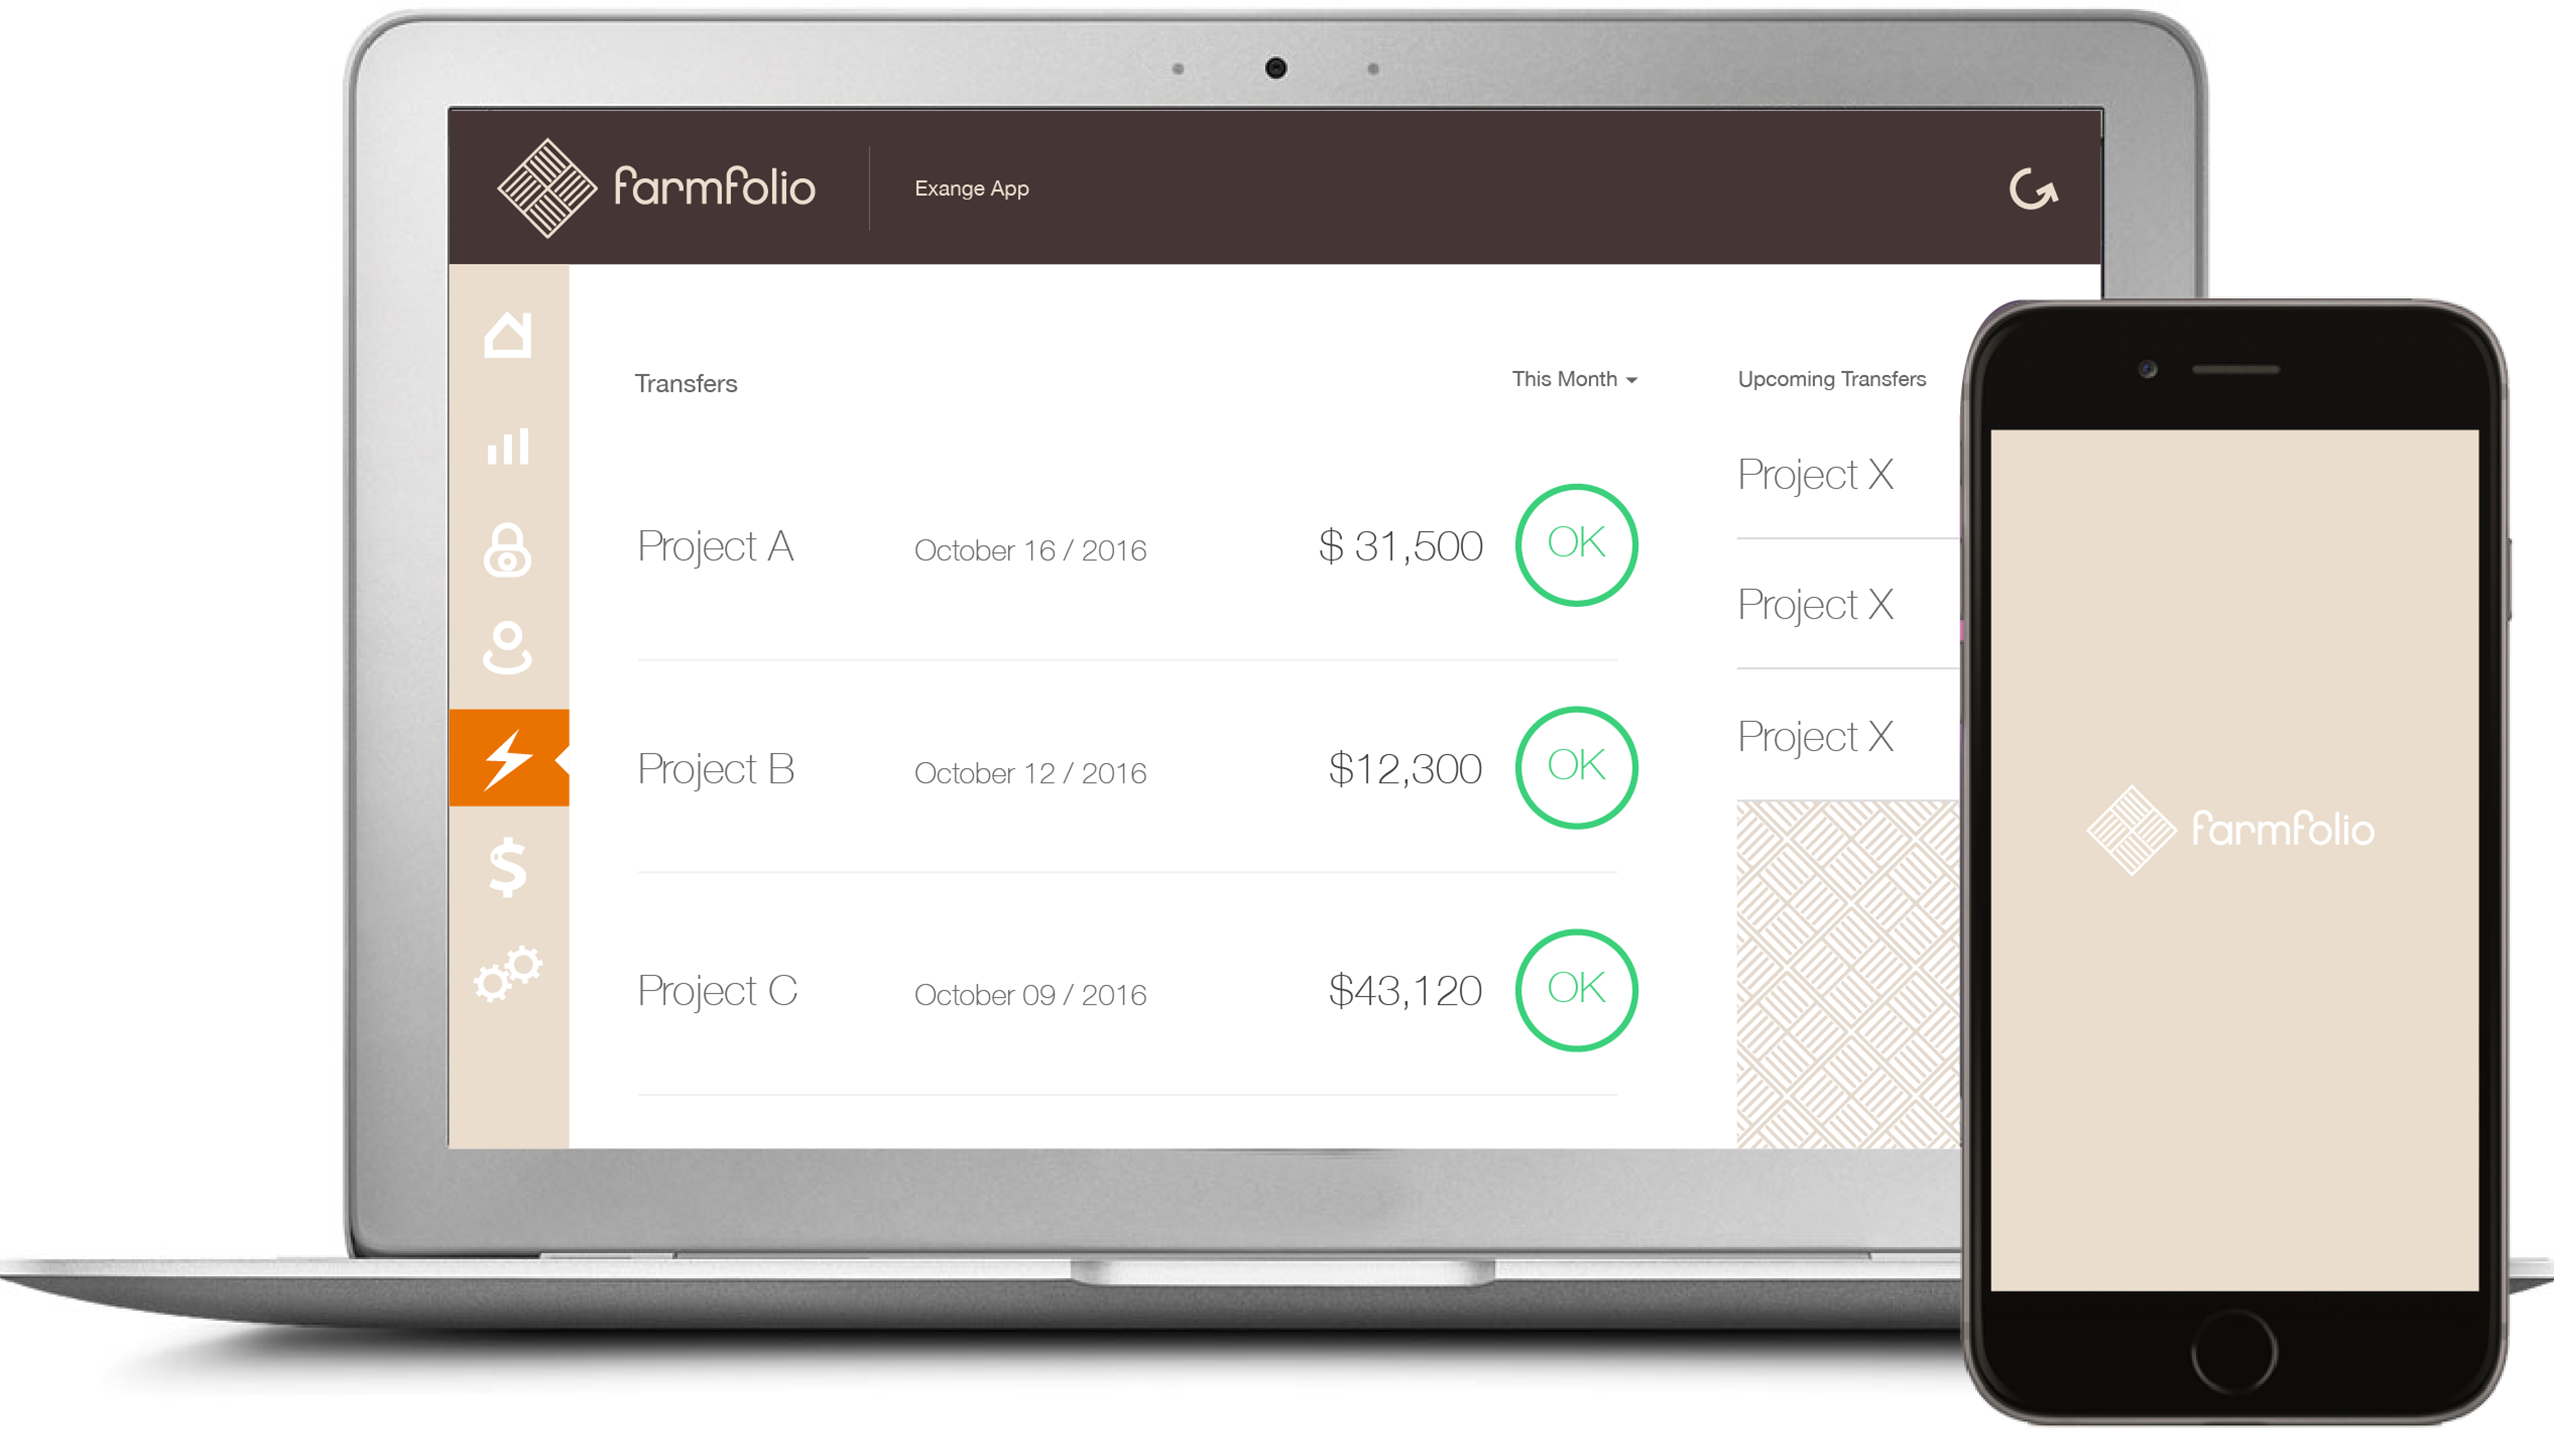 farmfolio
Exange App
Transfers
This Month
Project A
October 16 / 2016
$ 31,500
OK
Project B
October 12 / 2016
$12,300
OK
Project C
October 09 / 2016
$43,120
OK
Upcoming Transfers
Project X
Project X
Project X
farmfolio